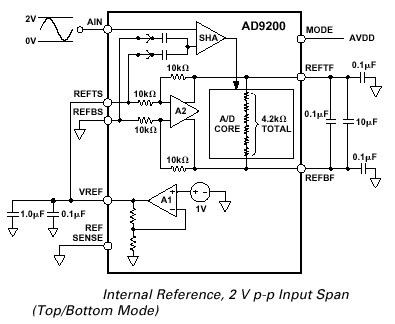 2V
0V
AIN
AD9200
SHA
MODE
AVDD
REFTS
REFBS
10kΩ
10kΩ
10kΩ
10kΩ
A2
A/D
CORE
4.2kΩ
TOTAL
REFTF
0.1µF
0.1µF
10µF
0.1µF
REFBF
VREF
A1
1V
1.0µF
0.1µF
REF
SENSE
Internal Reference, 2 V p-p Input Span
(Top/Bottom Mode)